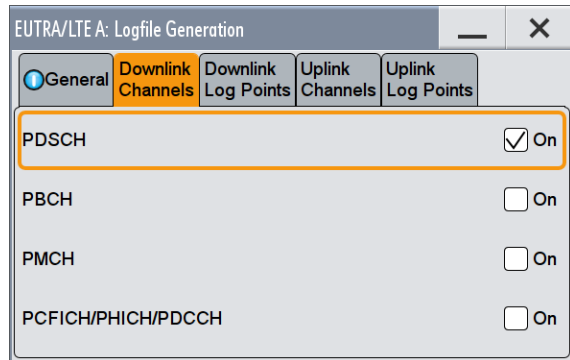 EUTRA/LTE A: Logfile Generation
General
Downlink Channels
Downlink Log Points
Uplink Channels
Uplink Log Points
PDSCH On
PBCH On
PMCH On
PCFICH/PHICH/PDCCH On